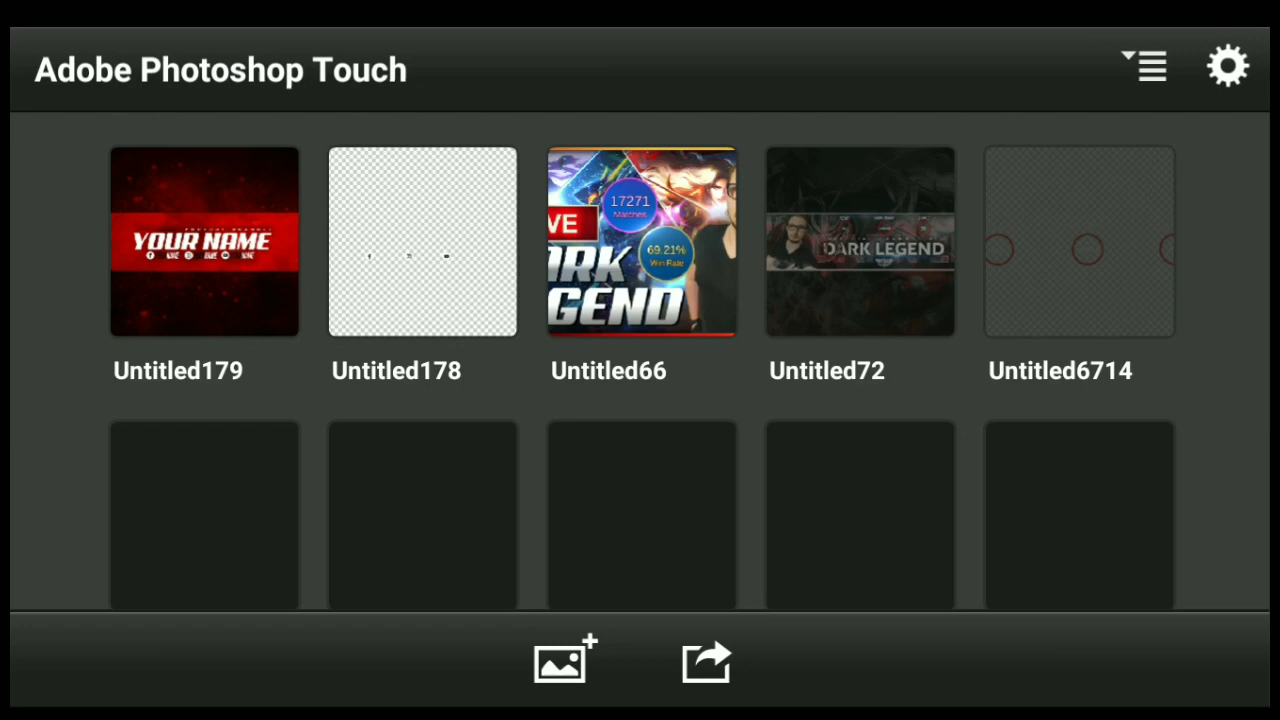 Adobe Photoshop Touch
YOUR NAME
VE
17271
Matches
69.21%
Win Rate
ARK
GEND
DARK LEGEND
Untitled179
Untitled178
Untitled66
Untitled72
Untitled6714